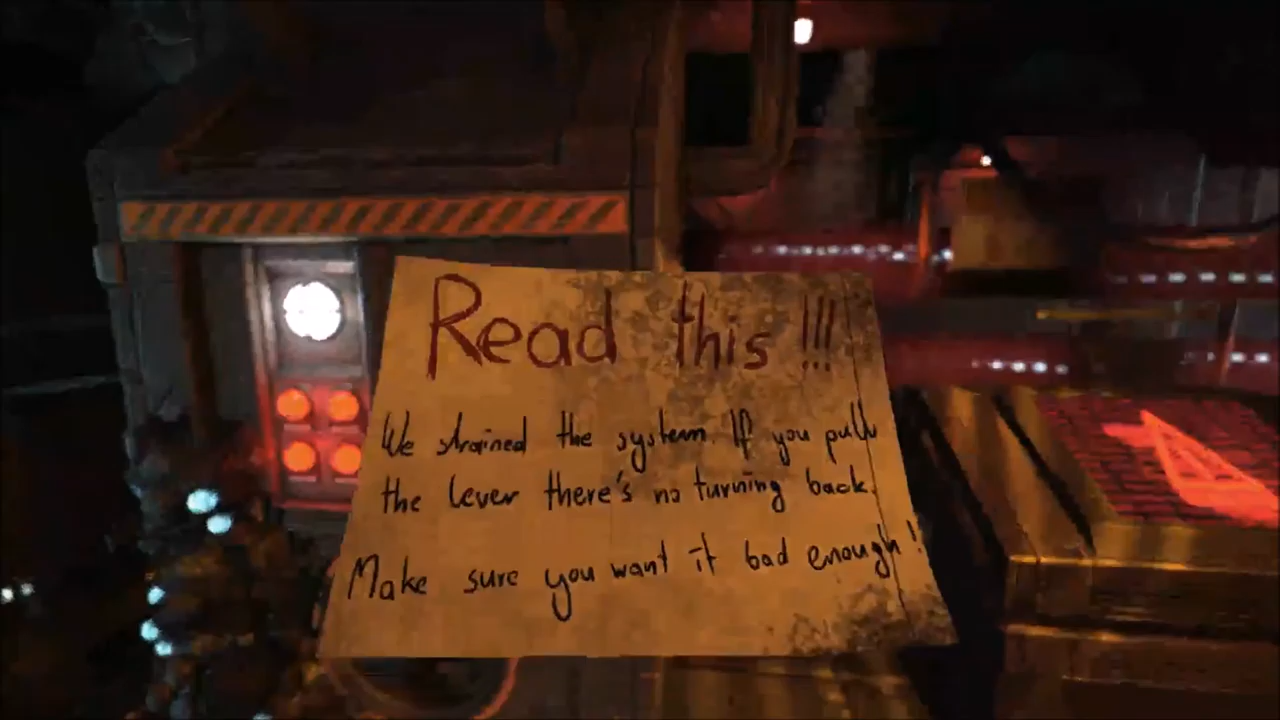 Read this !!!
We strained the system. If you pull
the lever there's no turning back.
Make sure you want it bad enough!